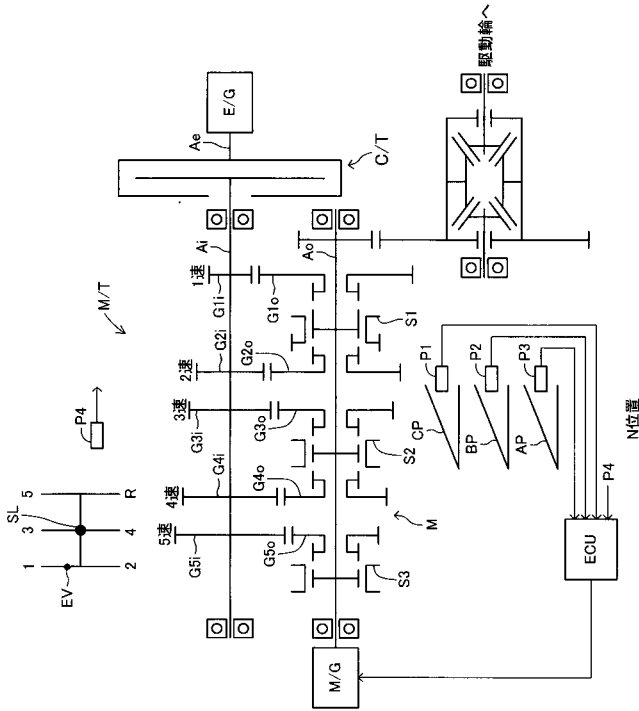 駆動輪へ
E/G
Ae
C/T
Ai
Ao
M/T
1速
G1i
G1o
S1
2速
G2i
G2o
3速
G3i
G3o
S2
4速
G4i
G4o
M
5速
G5i
G5o
S3
M/G
P4
SL
1 3 5
2 4 R
EV
CP
P1
BP
P2
AP
P3
P4
ECU
N位置